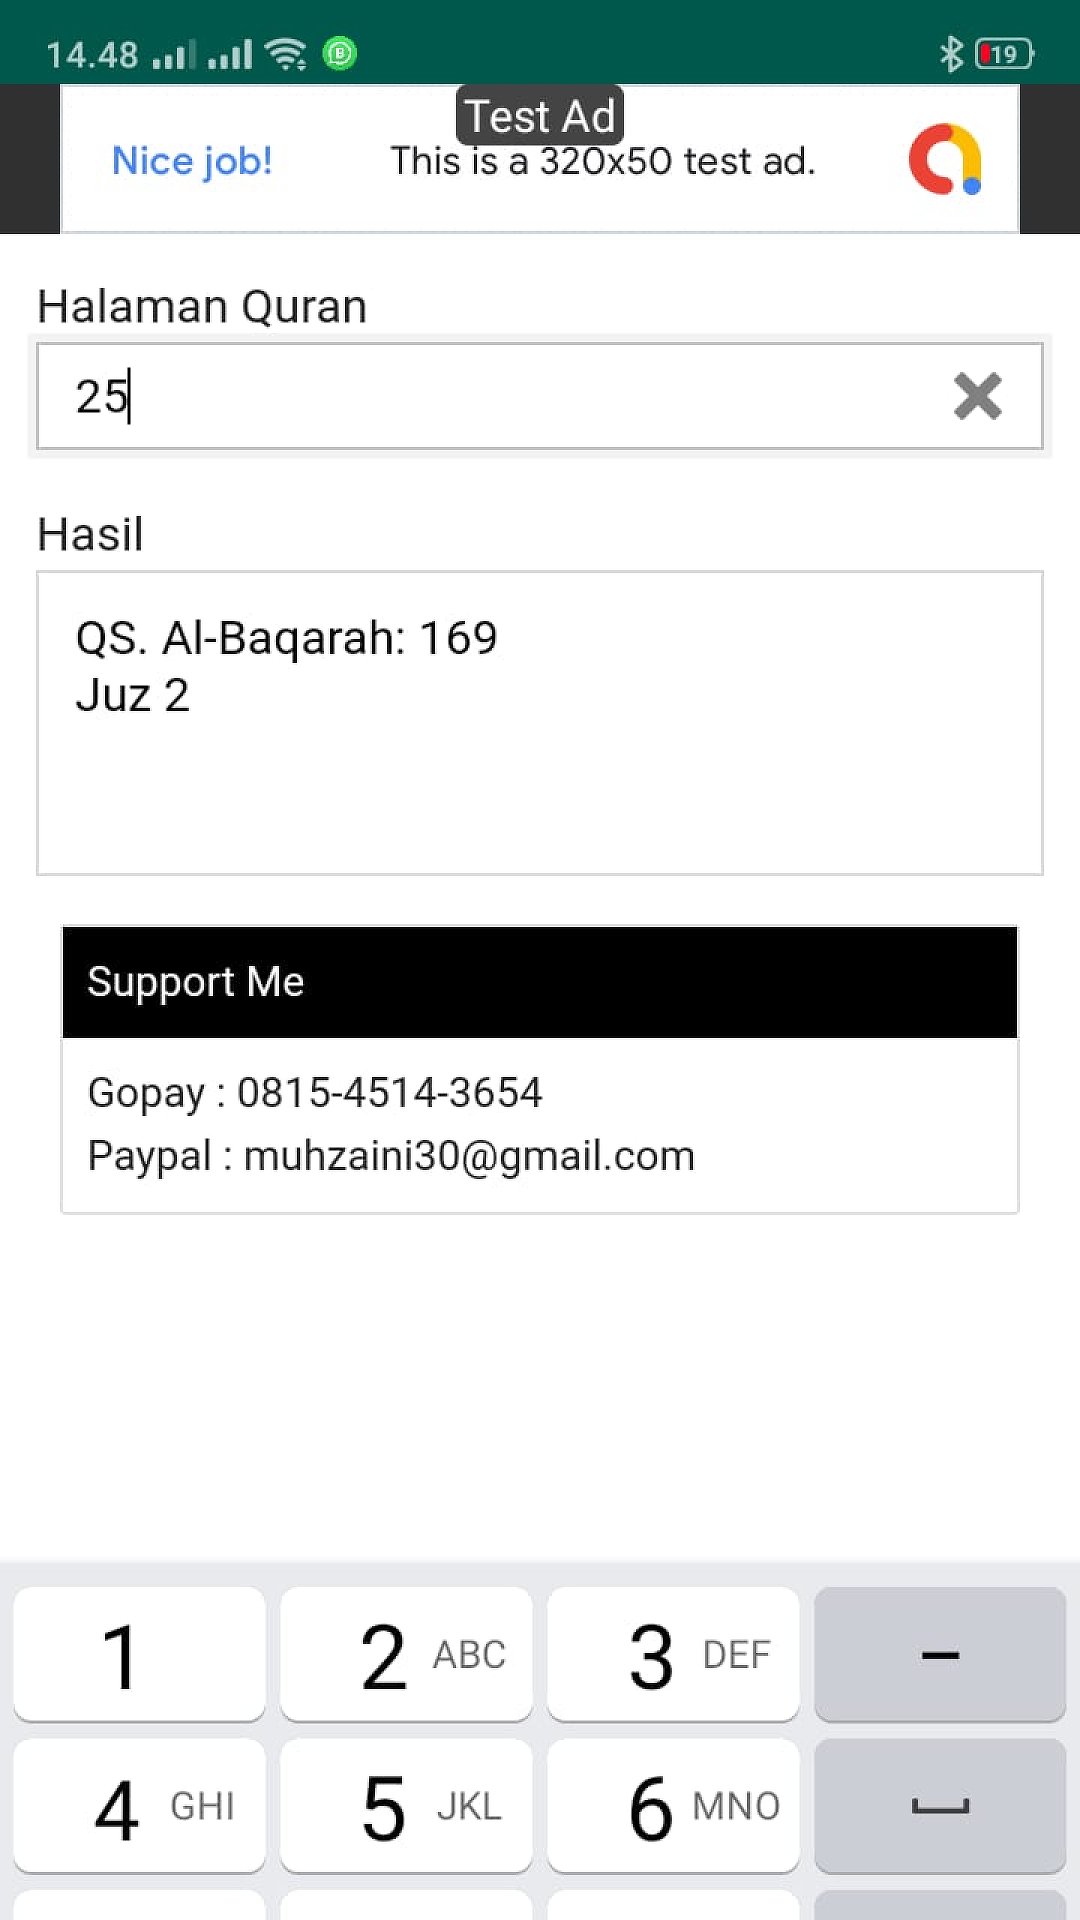 14.48
19
Test Ad
Nice job!
This is a 320x50 test ad.
Halaman Quran
25
Hasil
QS. Al-Baqarah: 169
Juz 2
Support Me
Gopay : 0815-4514-3654
Paypal : muhzaini30@gmail.com
1
2 ABC
3 DEF
–
4 GHI
5 JKL
6 MNO